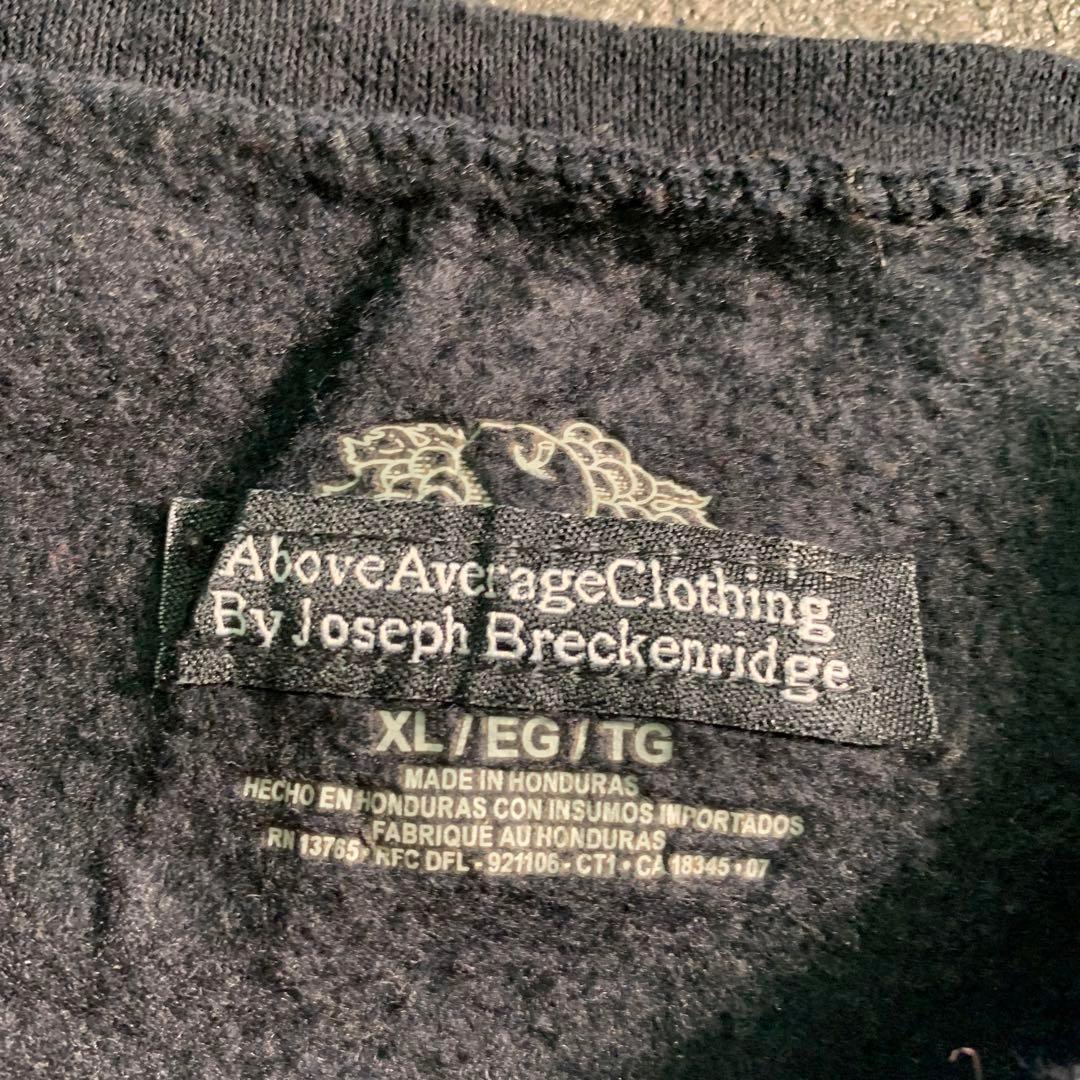 AboveAverageClothing
By Joseph Breckenridge
XL / EG / TG
MADE IN HONDURAS
HECHO EN HONDURAS CON INSUMOS IMPORTADOS
FABRIQUÉ AU HONDURAS
RN 13765 • RFC DFL - 921106 - CT1 • CA 18345 • 07